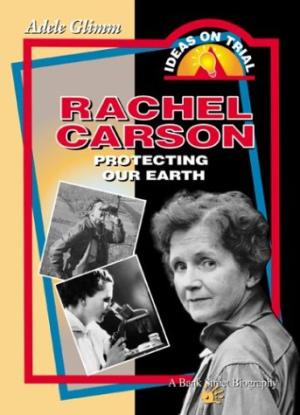 Adele Glimm
IDEAS ON TRIAL
RACHEL
CARSON
PROTECTING
OUR EARTH
A Bank Street Biography